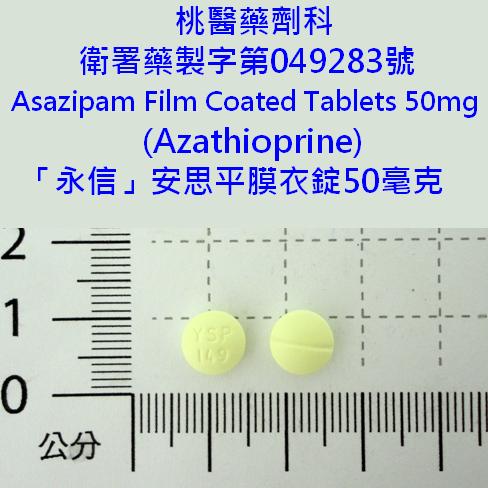 桃醫藥劑科
衛署藥製字第049283號
Asazipam Film Coated Tablets 50mg
(Azathioprine)
「永信」安思平膜衣錠50毫克
2
1
0
公分
YSP
149